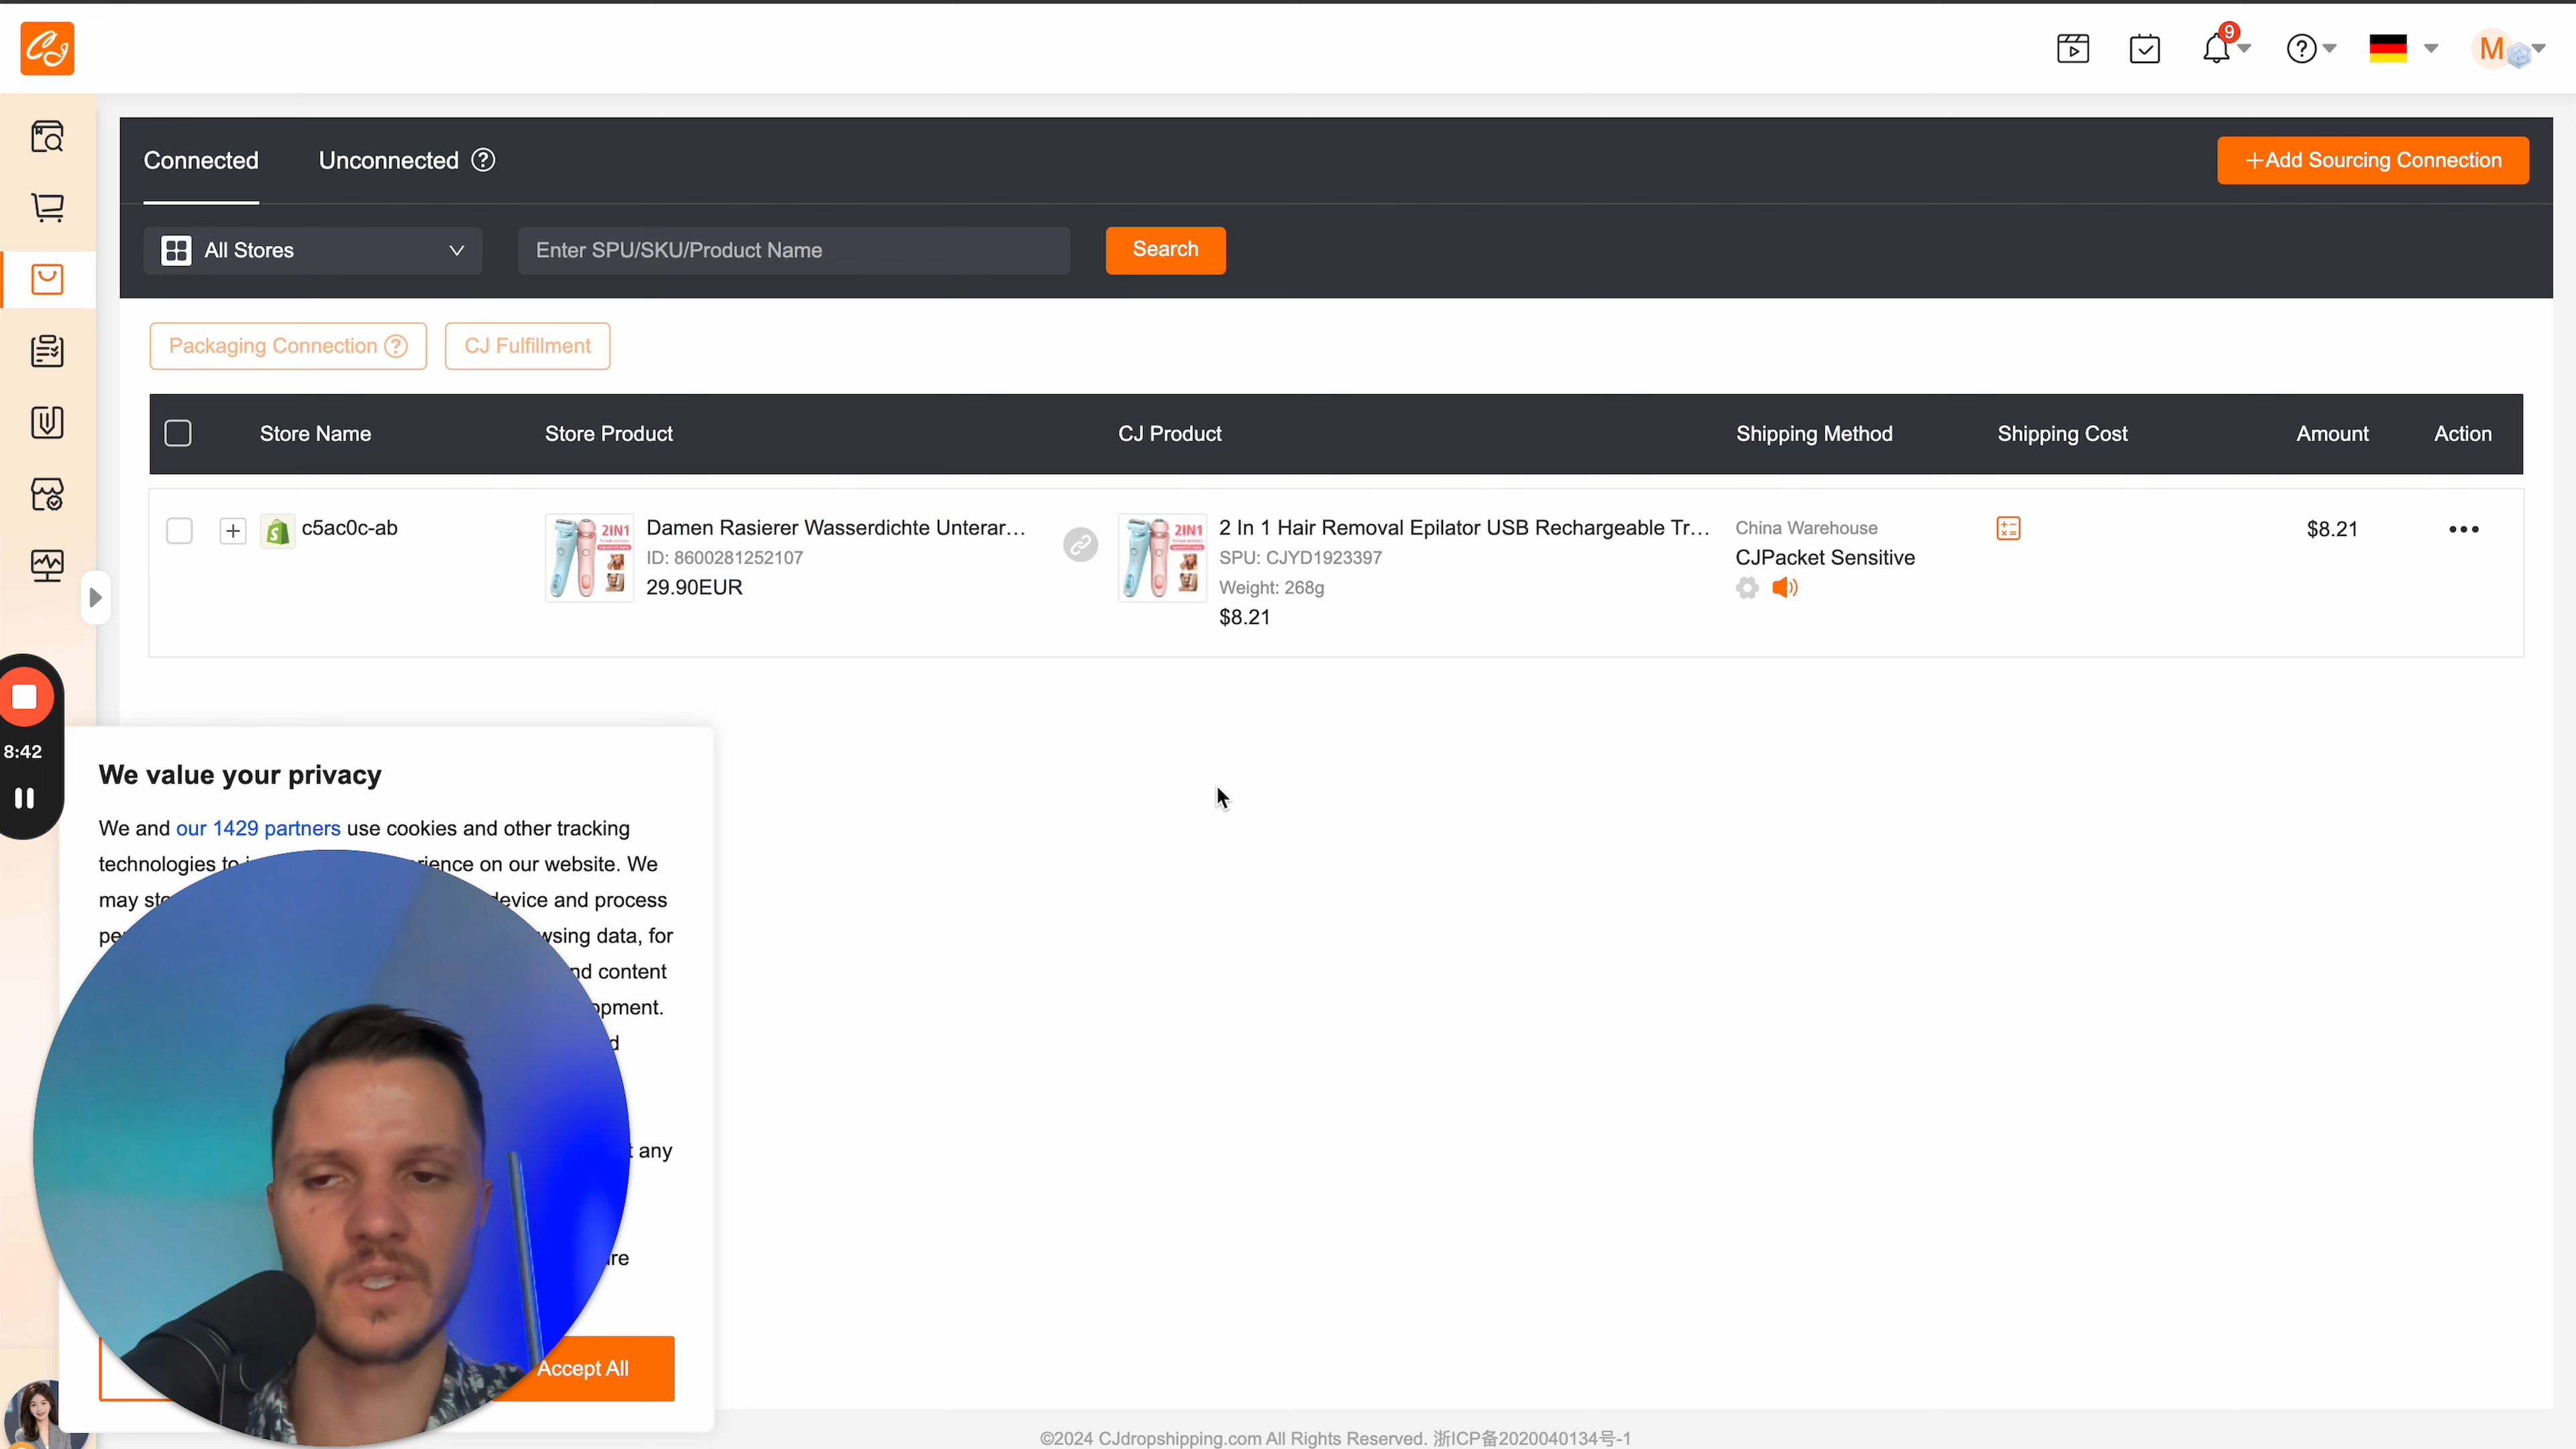 CJ
9
M
Connected
Unconnected ?
+Add Sourcing Connection
All Stores
Enter SPU/SKU/Product Name
Search
Packaging Connection ?
CJ Fulfillment
Store Name
Store Product
CJ Product
Shipping Method
Shipping Cost
Amount
Action
c5ac0c-ab
2IN1
Damen Rasierer Wasserdichte Unterar...
ID: 8600281252107
29.90EUR
2IN1
2 In 1 Hair Removal Epilator USB Rechargeable Tr...
SPU: CJYD1923397
Weight: 268g
$8.21
China Warehouse
CJPacket Sensitive
$8.21
8:42
We value your privacy
We and our 1429 partners use cookies and other tracking
technologies to on our website. We
may and process
data, for
content
any
Accept All
©2024 CJdropshipping.com All Rights Reserved. 浙ICP备2020040134号-1